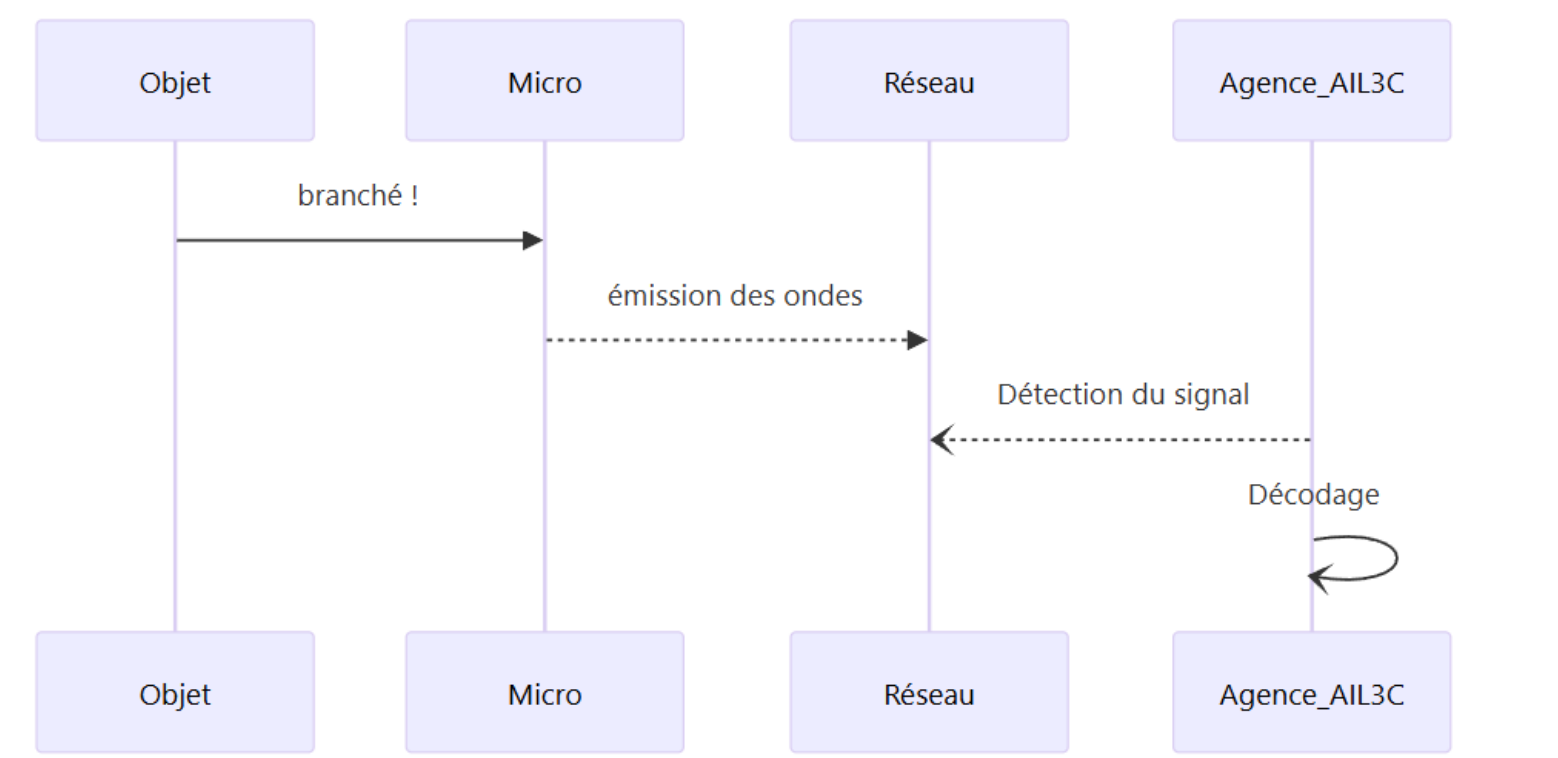 Objet
Micro
Réseau
Agence_AIL3C
branché !
émission des ondes
Détection du signal
Décodage
Objet
Micro
Réseau
Agence_AIL3C